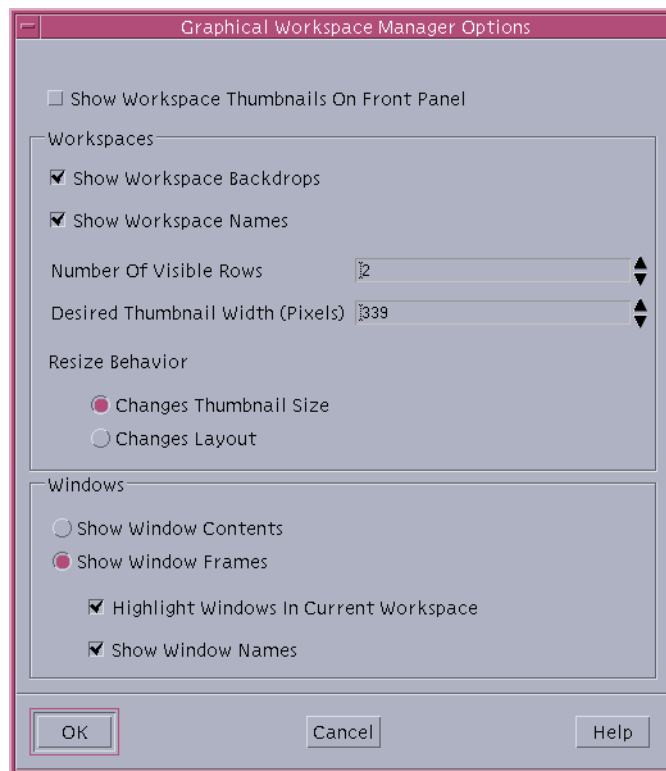 Graphical Workspace Manager Options
Show Workspace Thumbnails On Front Panel
Workspaces
Show Workspace Backdrops
Show Workspace Names
Number Of Visible Rows 2
Desired Thumbnail Width (Pixels) 339
Resize Behavior
Changes Thumbnail Size
Changes Layout
Windows
Show Window Contents
Show Window Frames
Highlight Windows In Current Workspace
Show Window Names
OK Cancel Help